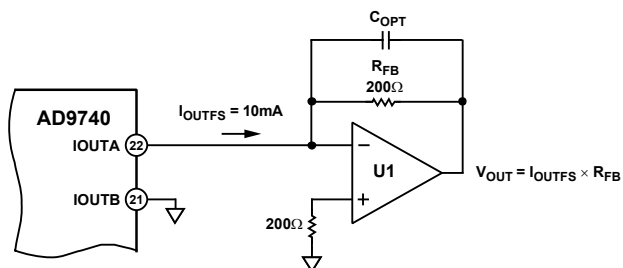 C_OPT
R_FB
200Ω
AD9740
I_OUTFS = 10mA
IOUTA 22
U1
V_OUT = I_OUTFS × R_FB
IOUTB 21
200Ω
−
+